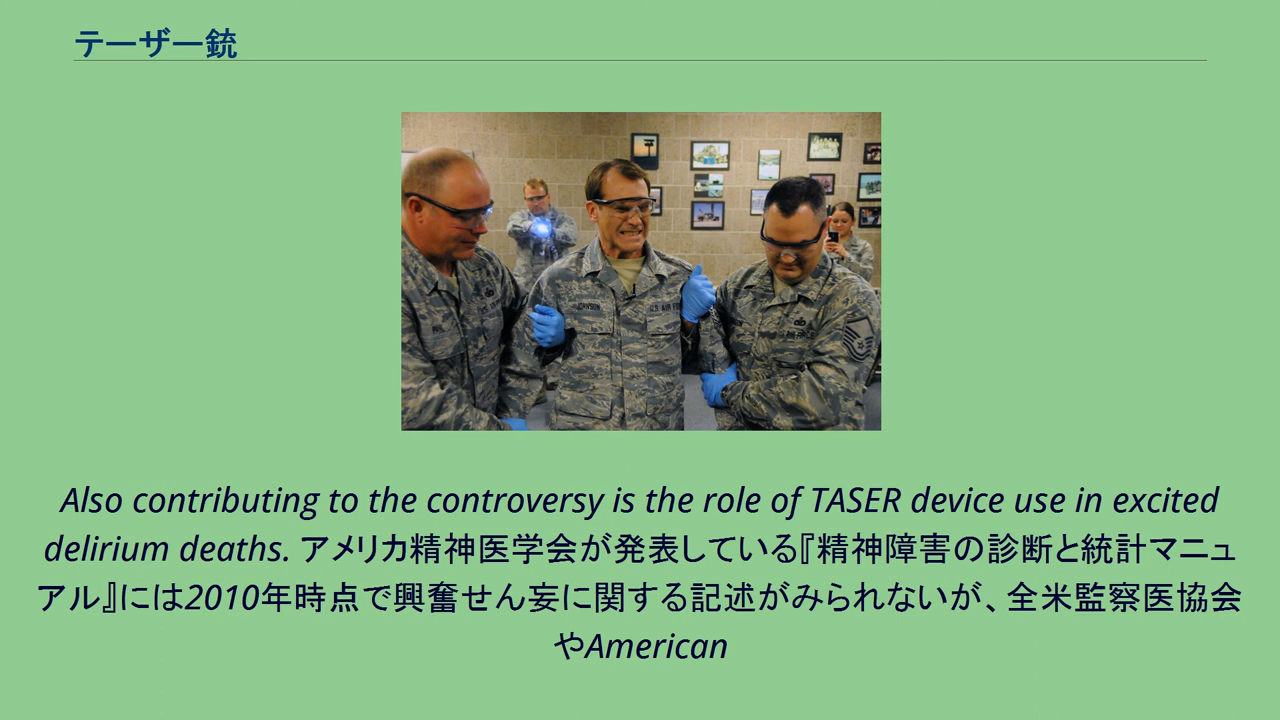 テーザー銃
JOHNSON
U.S. AIR
Also contributing to the controversy is the role of TASER device use in excited
delirium deaths. アメリカ精神医学会が発表している『精神障害の診断と統計マニュ
アル』には2010年時点で興奮せん妄に関する記述がみられないが、全米監察医協会
やAmerican